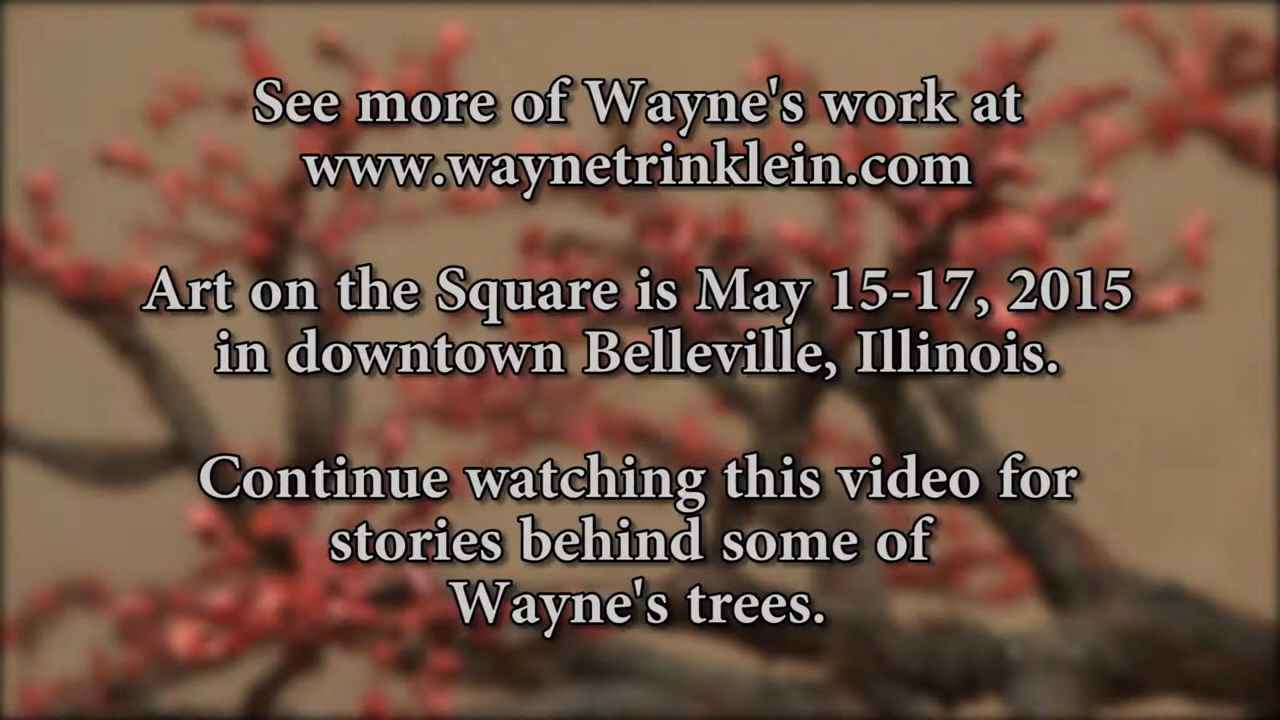 See more of Wayne's work at
www.waynetrinklein.com
Art on the Square is May 15-17, 2015
in downtown Belleville, Illinois.
Continue watching this video for
stories behind some of
Wayne's trees.